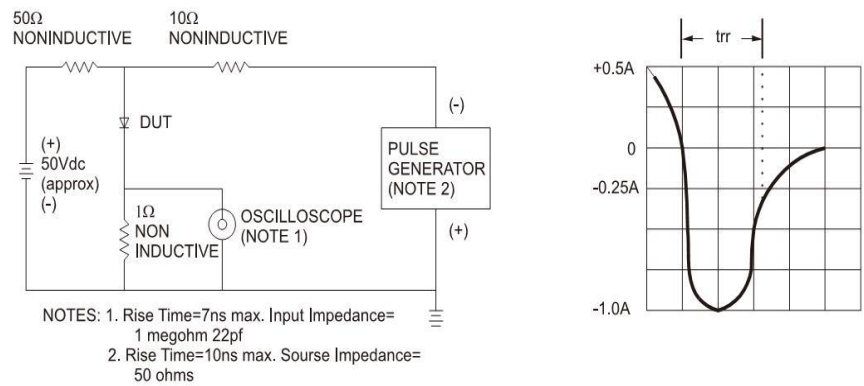 50Ω
NONINDUCTIVE
10Ω
NONINDUCTIVE
DUT
(+)
50Vdc
(approx)
(-)
1Ω
NON
INDUCTIVE
OSCILLOSCOPE
(NOTE 1)
(-)
PULSE
GENERATOR
(NOTE 2)
(+)
NOTES: 1. Rise Time=7ns max. Input Impedance=
1 megohm 22pf
2. Rise Time=10ns max. Sourse Impedance=
50 ohms
trr
+0.5A
0
-0.25A
-1.0A